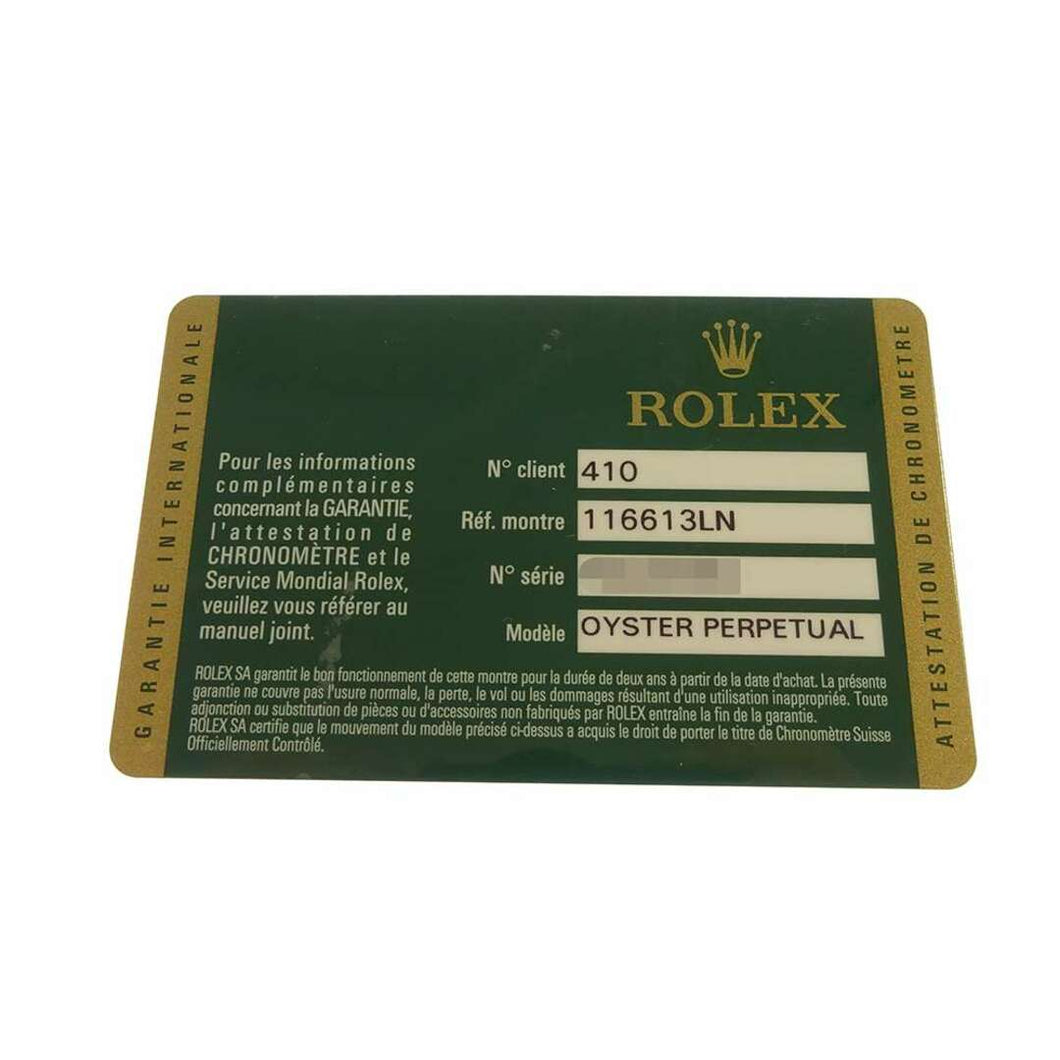 GARANTIE INTERNATIONALE
ROLEX
Pour les informations
complémentaires
concernant la GARANTIE,
l'attestation de
CHRONOMÈTRE et le
Service Mondial Rolex,
veuillez vous référer au
manuel joint.
N° client 410
Réf. montre 116613LN
N° série
Modèle OYSTER PERPETUAL
ROLEX SA garantit le bon fonctionnement de cette montre pour la durée de deux ans à partir de la date d'achat. La présente
garantie ne couvre pas l'usure normale, la perte, le vol ou les dommages résultant d'une utilisation inappropriée. Toute
adjonction ou substitution de pièces ou d'accessoires non fabriqués par ROLEX entraîne la fin de la garantie.
ROLEX SA certifie que le mouvement du modèle précisé ci-dessus a acquis le droit de porter le titre de Chronomètre Suisse
Officiellement Contrôlé.
ATTESTATION DE CHRONOMETRE